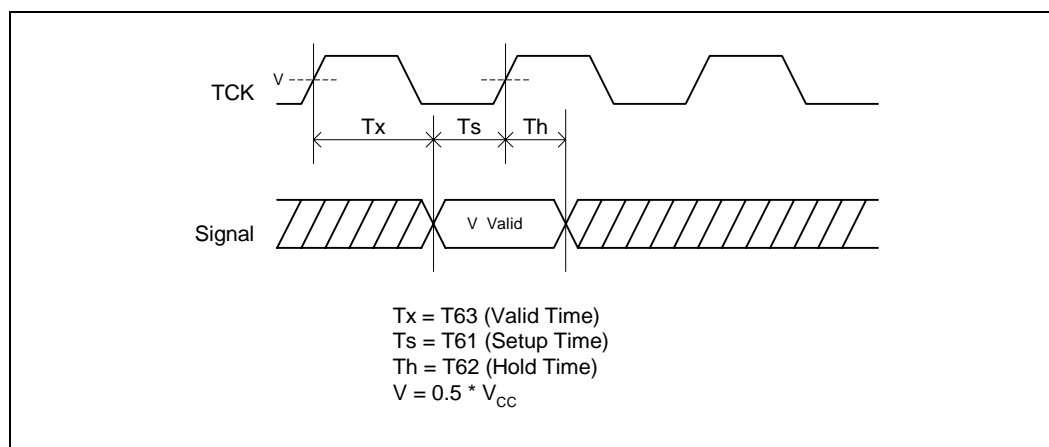 V
TCK
Tx Ts Th
Signal
V Valid
Tx = T63 (Valid Time)
Ts = T61 (Setup Time)
Th = T62 (Hold Time)
V = 0.5 * VCC